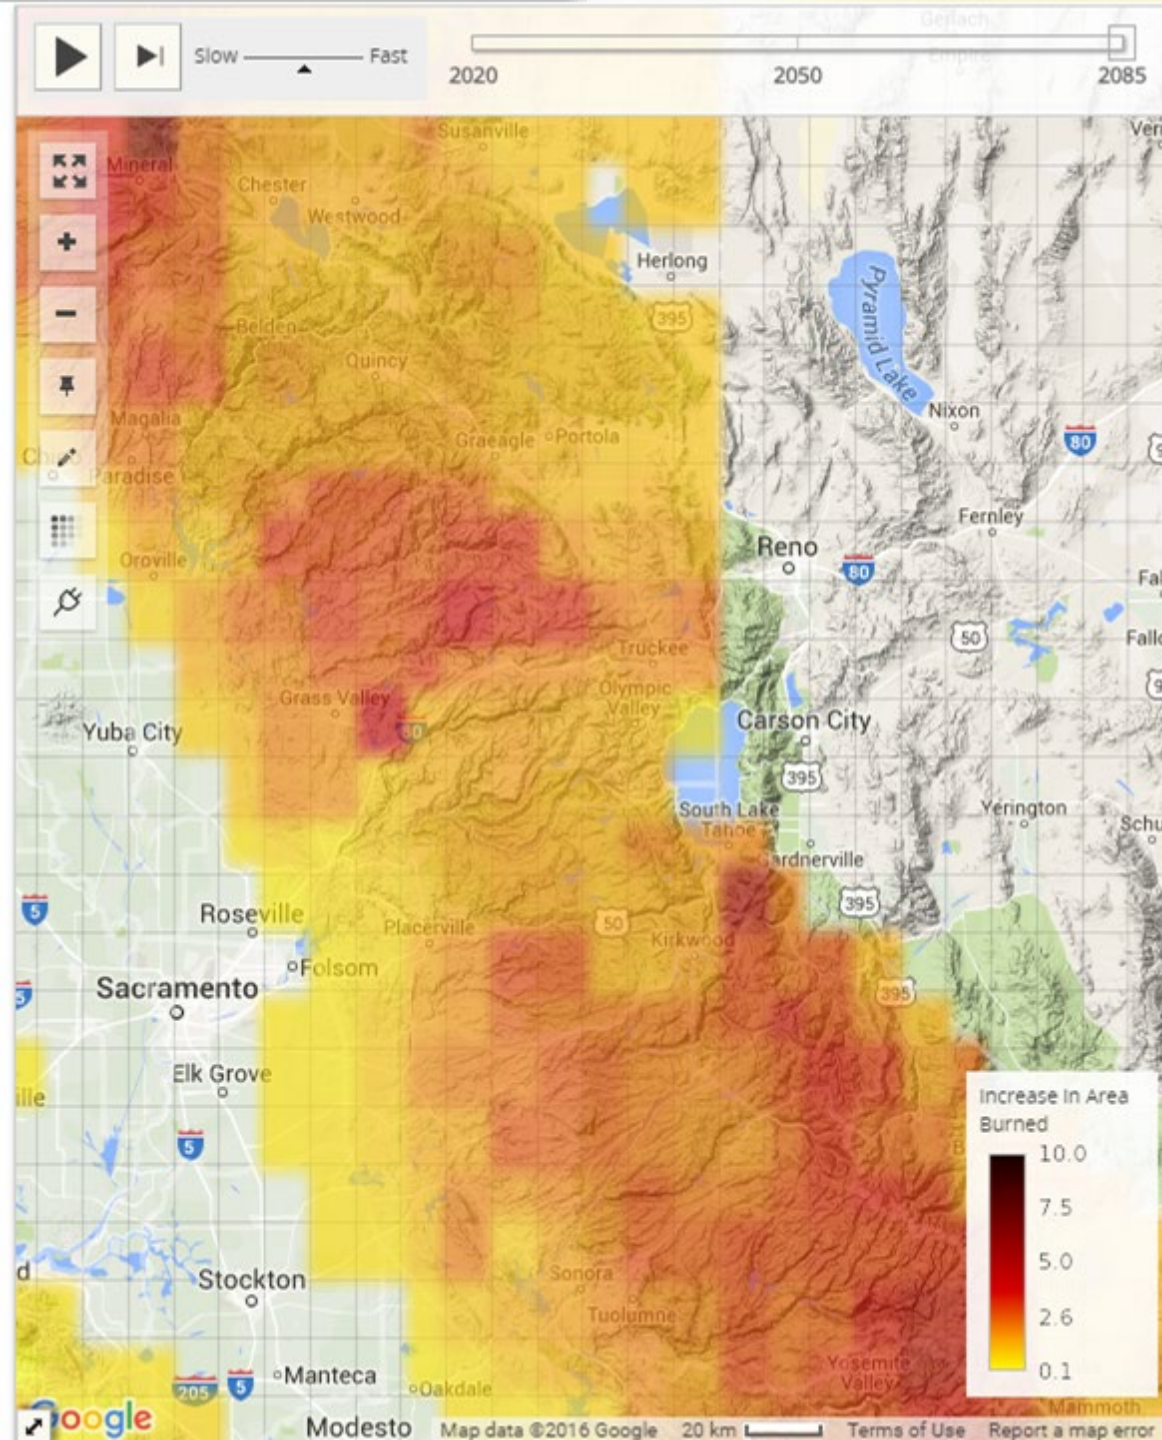 Gerlach
Slow
Fast
Empire
2020
2050
2085
Susanville
Mineral
Chester
Westwood
Herlong
Pyramid Lake
395
Belden
Quincy
Magalia
Nixon
Graeagle
Portola
80
Paradise
Fernley
Reno
Oroville
80
50
Truckee
Grass Valley
Olympic
Valley
Yuba City
80
Carson City
395
South Lake
Tahoe
Yerington
Gardnerville
5
395
Roseville
Placerville
50
Kirkwood
Folsom
Sacramento
5
395
Elk Grove
5
Increase In Area
Burned
10.0
7.5
5.0
2.6
0.1
Stockton
Sonora
Tuolumne
Yosemite
Valley
Manteca
205
5
Oakdale
Mammoth
Google
Modesto
Map data ©2016 Google
20 km
Terms of Use
Report a map error